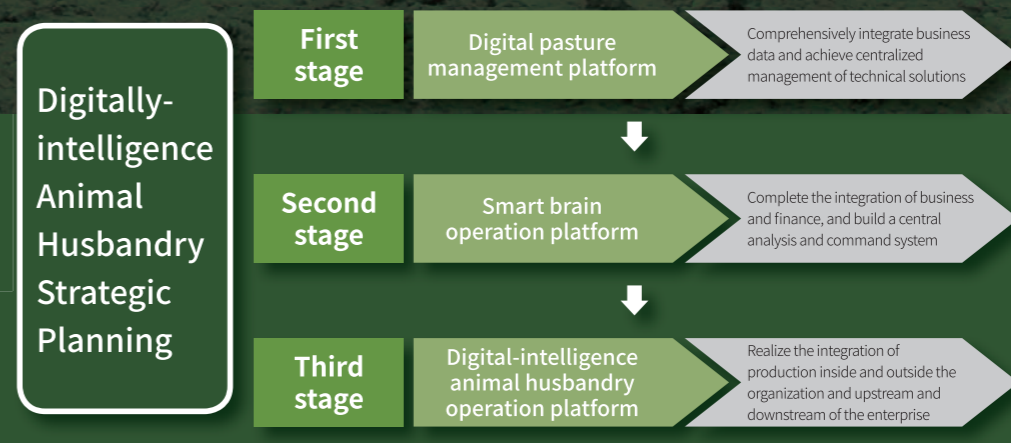 Digitally-
intelligence
Animal
Husbandry
Strategic
Planning
First
stage
Digital pasture
management platform
Comprehensively integrate business
data and achieve centralized
management of technical solutions
Second
stage
Smart brain
operation platform
Complete the integration of business
and finance, and build a central
analysis and command system
Third
stage
Digital-intelligence
animal husbandry
operation platform
Realize the integration of
production inside and outside the
organization and upstream and
downstream of the enterprise